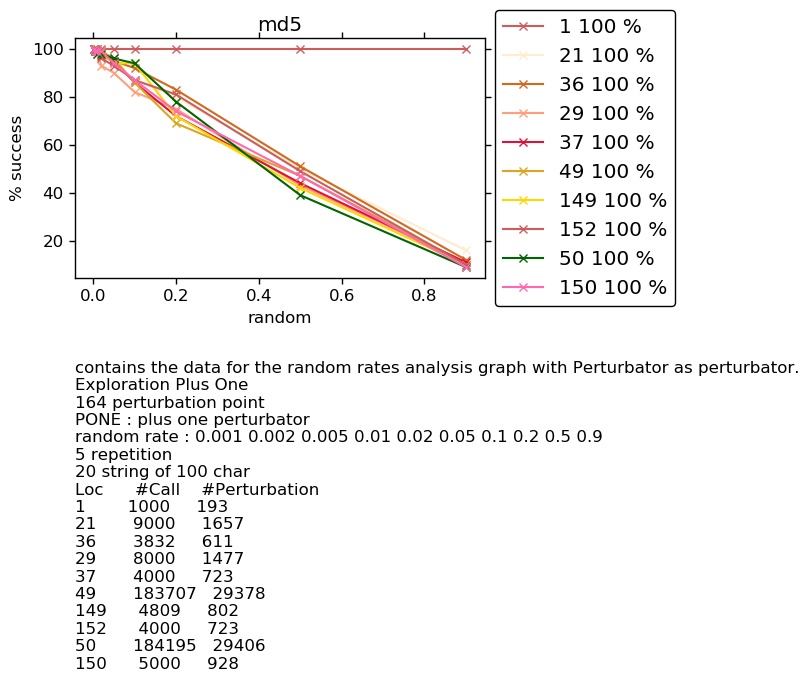 md5
100
80
60
40
20
% success
0.0 0.2 0.4 0.6 0.8
random
1 100 %
21 100 %
36 100 %
29 100 %
37 100 %
49 100 %
149 100 %
152 100 %
50 100 %
150 100 %
contains the data for the random rates analysis graph with Perturbator as perturbator.
Exploration Plus One
164 perturbation point
PONE : plus one perturbator
random rate : 0.001 0.002 0.005 0.01 0.02 0.05 0.1 0.2 0.5 0.9
5 repetition
20 string of 100 char
Loc #Call #Perturbation
1 1000 193
21 9000 1657
36 3832 611
29 8000 1477
37 4000 723
49 183707 29378
149 4809 802
152 4000 723
50 184195 29406
150 5000 928